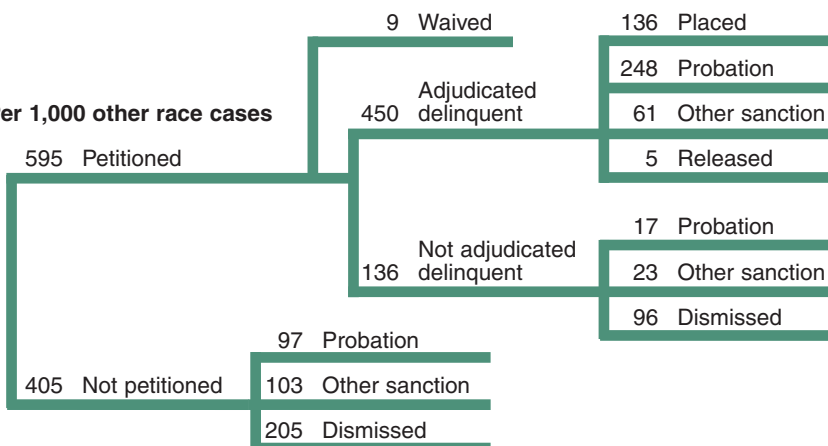 9 Waived
136 Placed
248 Probation
1,000 other race cases
450 Adjudicated
delinquent
61 Other sanction
595 Petitioned
5 Released
17 Probation
136 Not adjudicated
delinquent
23 Other sanction
96 Dismissed
97 Probation
405 Not petitioned
103 Other sanction
205 Dismissed